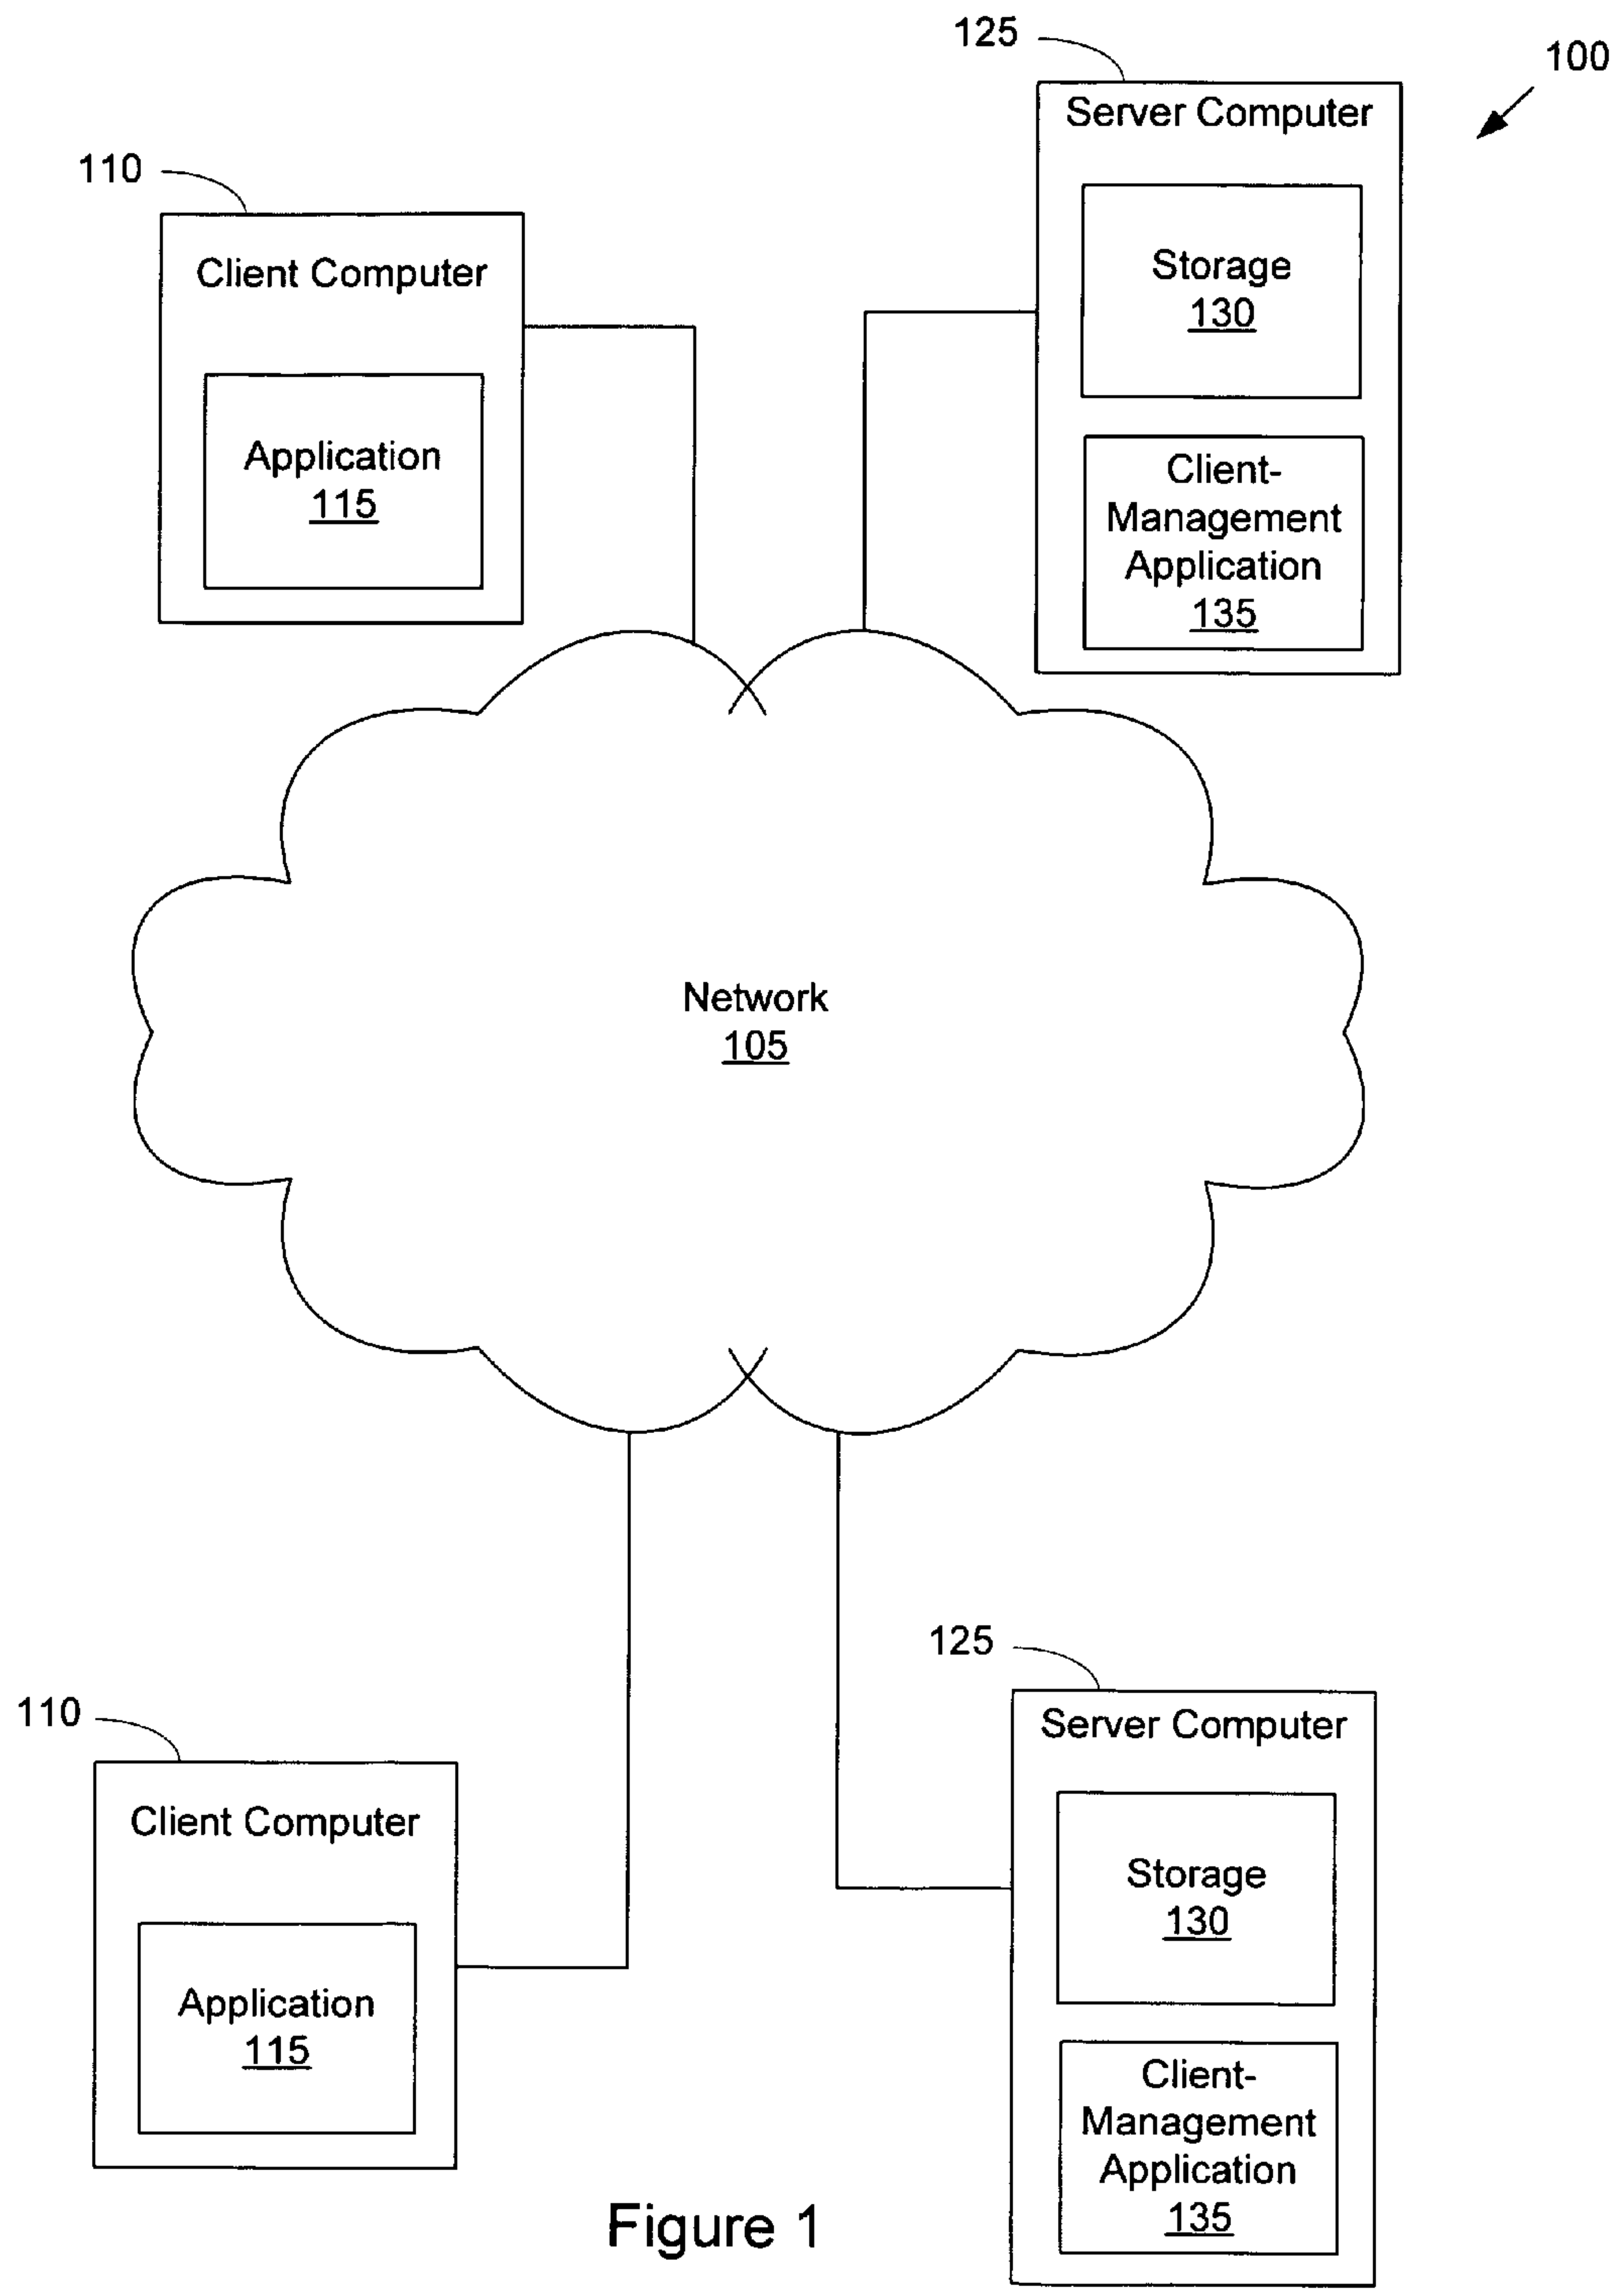 125
100
Server Computer
110
Storage
130
Client Computer
Application
115
Client-
Management
Application
135
Network
105
125
110
Server Computer
Client Computer
Storage
130
Application
115
Client-
Management
Application
135
Figure 1